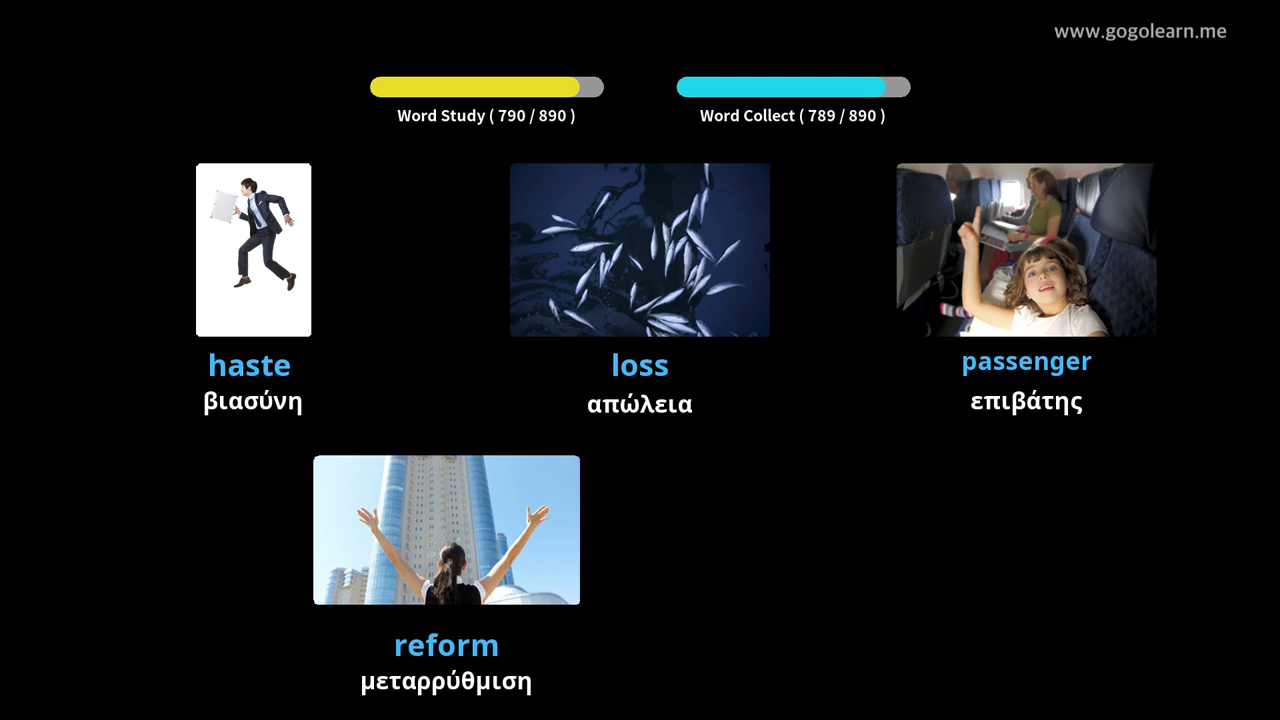 www.gogolearn.me
Word Study ( 790 / 890 )
Word Collect ( 789 / 890 )
haste
βιασύνη
loss
απώλεια
passenger
επιβάτης
reform
μεταρρύθμιση